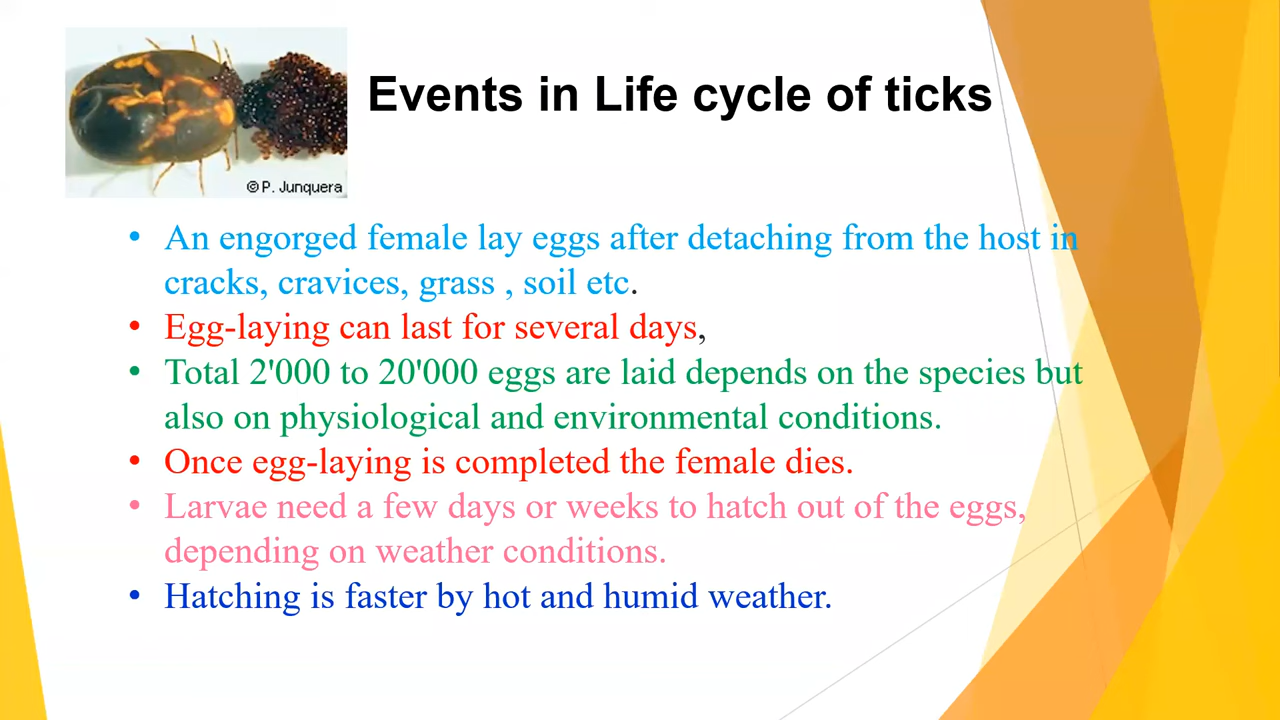 Events in Life cycle of ticks
©P. Junquera
• An engorged female lay eggs after detaching from the host in
cracks, cravices, grass , soil etc.
• Egg-laying can last for several days,
• Total 2'000 to 20'000 eggs are laid depends on the species but
also on physiological and environmental conditions.
• Once egg-laying is completed the female dies.
• Larvae need a few days or weeks to hatch out of the eggs,
depending on weather conditions.
• Hatching is faster by hot and humid weather.